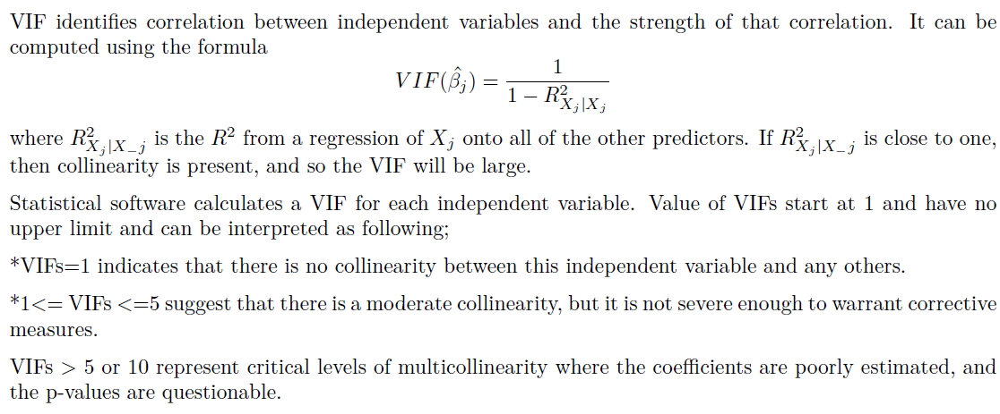 VIF identifies correlation between independent variables and the strength of that correlation. It can be
computed using the formula
$VIF(\hat{\beta}_j) = \frac{1}{1 - R^2_{X_j|X_j}}$
where $R^2_{X_j|X_{-j}}$ is the $R^2$ from a regression of $X_j$ onto all of the other predictors. If $R^2_{X_j|X_{-j}}$ is close to one,
then collinearity is present, and so the VIF will be large.
Statistical software calculates a VIF for each independent variable. Value of VIFs start at 1 and have no
upper limit and can be interpreted as following;
*VIFs=1 indicates that there is no collinearity between this independent variable and any others.
*1<= VIFs <=5 suggest that there is a moderate collinearity, but it is not severe enough to warrant corrective
measures.
VIFs > 5 or 10 represent critical levels of multicollinearity where the coefficients are poorly estimated, and
the p-values are questionable.